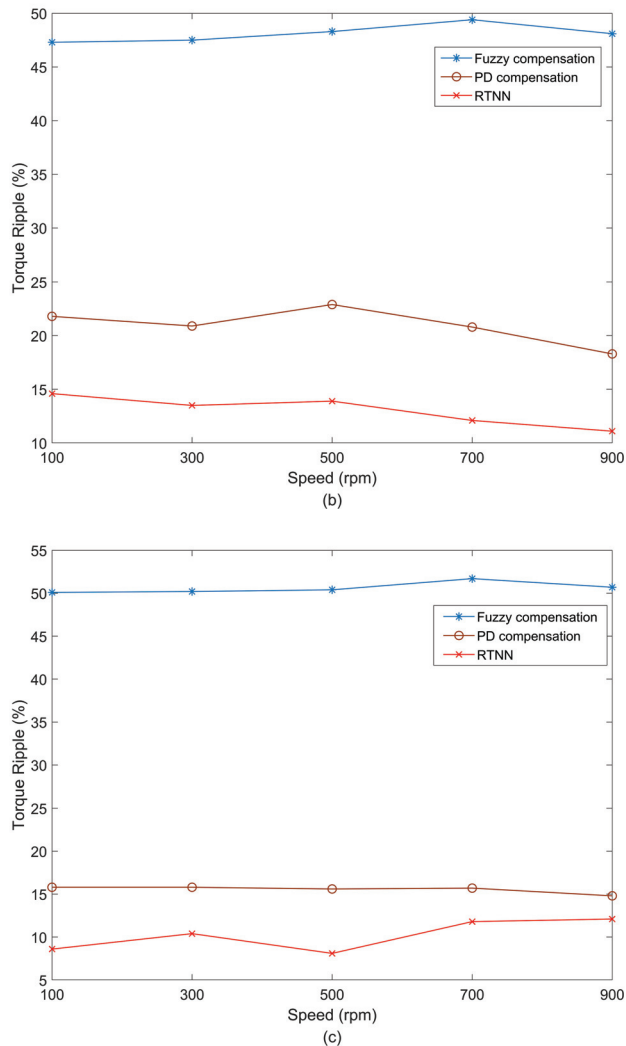 50
45
40
35
30
25
20
15
10
Torque Ripple (%)
Fuzzy compensation
PD compensation
RTNN
100 300 500 700 900
Speed (rpm)
(b)
55
50
45
40
35
30
25
20
15
10
5
Torque Ripple (%)
Fuzzy compensation
PD compensation
RTNN
100 300 500 700 900
Speed (rpm)
(c)